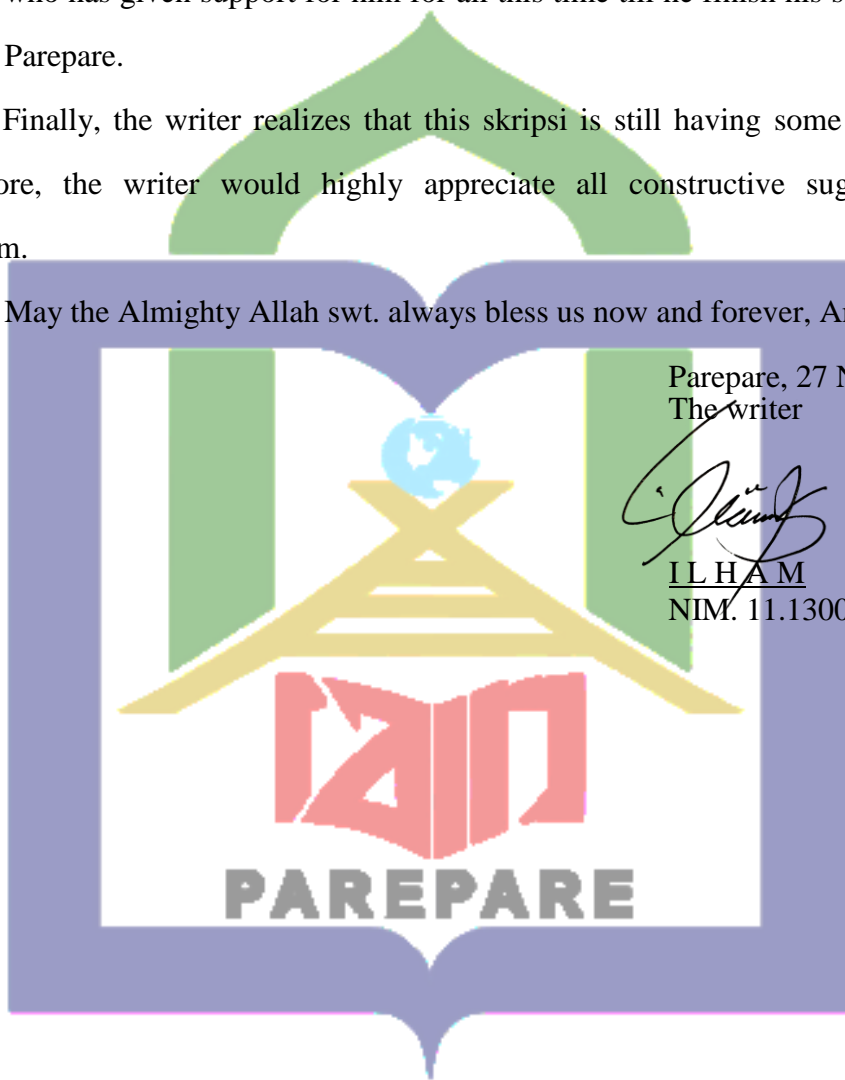 who has given support for him for all this time till he finish his s
Parepare.
Finally, the writer realizes that this skripsi is still having some
ore, the writer would highly appreciate all constructive sug
m.
May the Almighty Allah swt. always bless us now and forever, A
Parepare, 27 N
The writer
I L H A M
NIM. 11.1300
iain
PAREPARE